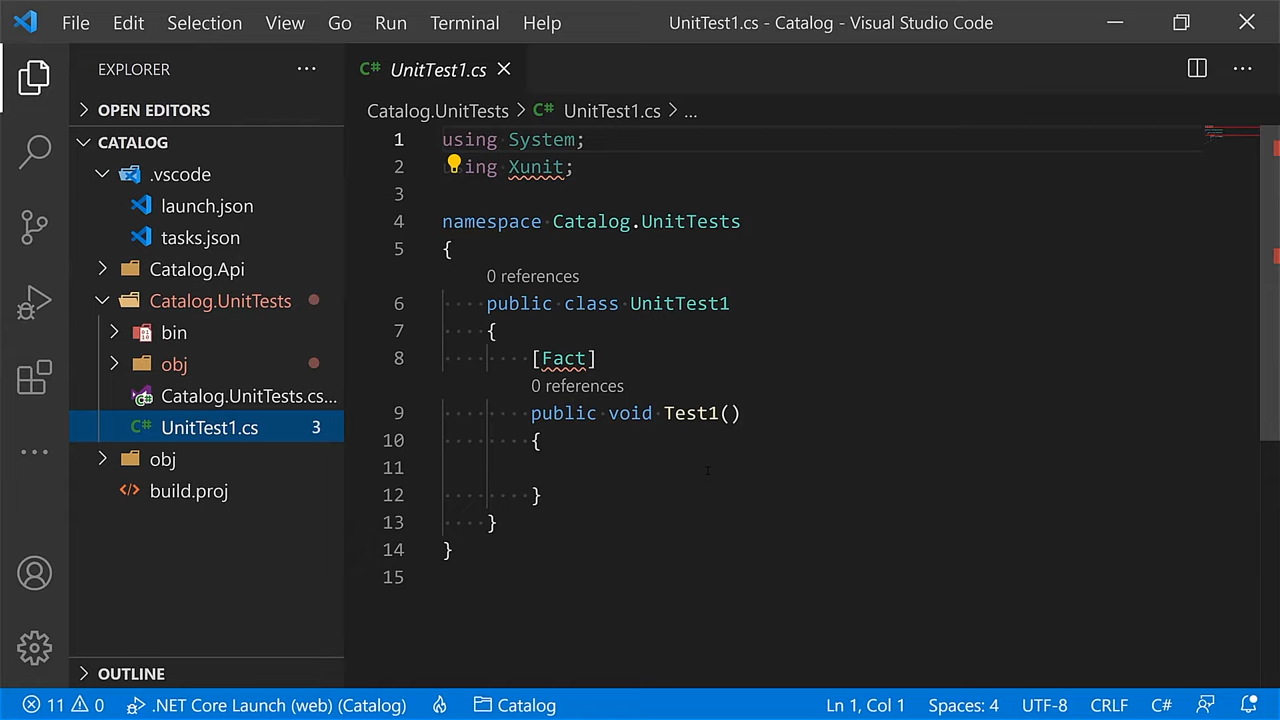 File Edit Selection View Go Run Terminal Help UnitTest1.cs - Catalog - Visual Studio Code
EXPLORER
OPEN EDITORS
CATALOG
.vscode
launch.json
tasks.json
Catalog.Api
Catalog.UnitTests
bin
obj
Catalog.UnitTests.cs...
C# UnitTest1.cs 3
obj
build.proj
OUTLINE
C# UnitTest1.cs
Catalog.UnitTests > C# UnitTest1.cs > ...
1 using System;
2 ing Xunit;
3
4 namespace Catalog.UnitTests
5 {
0 references
6 public class UnitTest1
7 {
8 [Fact]
0 references
9 public void Test1()
10 {
11
12 }
13 }
14 }
15
11 0 .NET Core Launch (web) (Catalog) Catalog Ln 1, Col 1 Spaces: 4 UTF-8 CRLF C#